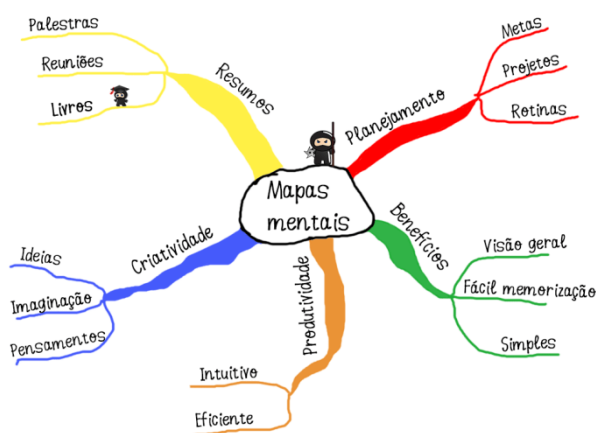 Palestras
Reuniões
Livros
Resumos
Metas
Projetos
Rotinas
Planejamento
Mapas
mentais
Benefícios
Visão geral
Fácil memorização
Simples
Criatividade
Ideias
Imaginação
Pensamentos
Produtividade
Intuitivo
Eficiente